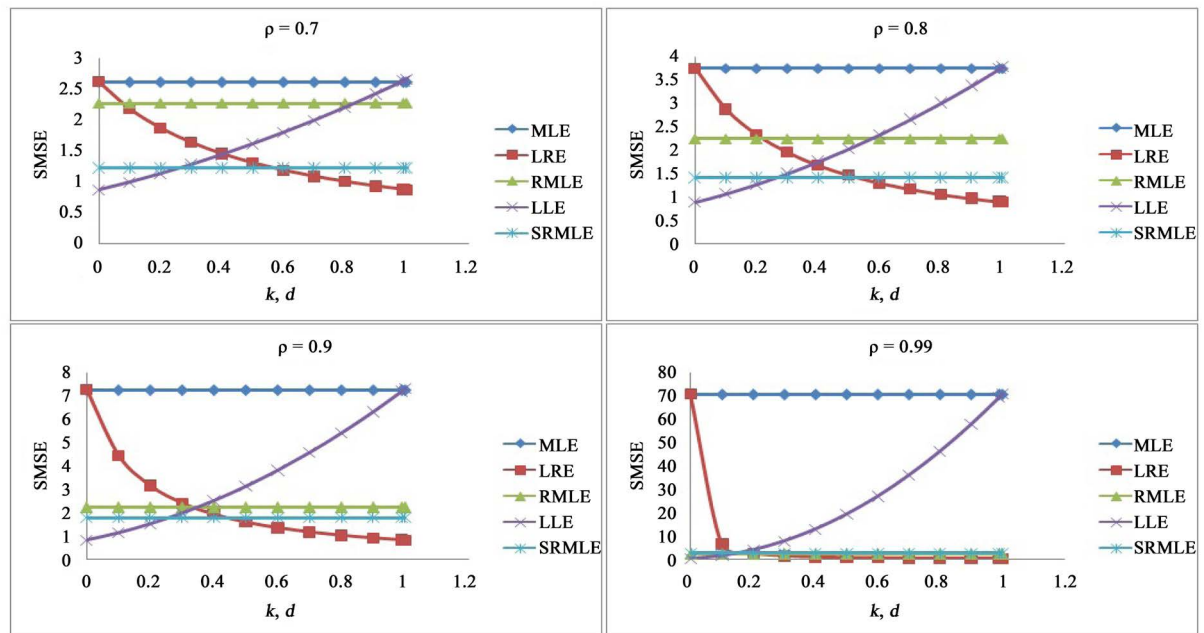 ρ = 0.7
3
2.5
2
1.5
1
0.5
0
SMSE
0 0.2 0.4 0.6 0.8 1 1.2
k, d
MLE
LRE
RMLE
LLE
SRMLE
ρ = 0.8
4
3.5
3
2.5
2
1.5
1
0.5
0
SMSE
0 0.2 0.4 0.6 0.8 1 1.2
k, d
MLE
LRE
RMLE
LLE
SRMLE
ρ = 0.9
8
7
6
5
4
3
2
1
0
SMSE
0 0.2 0.4 0.6 0.8 1 1.2
k, d
MLE
LRE
RMLE
LLE
SRMLE
ρ = 0.99
80
70
60
50
40
30
20
10
0
SMSE
0 0.2 0.4 0.6 0.8 1 1.2
k, d
MLE
LRE
RMLE
LLE
SRMLE